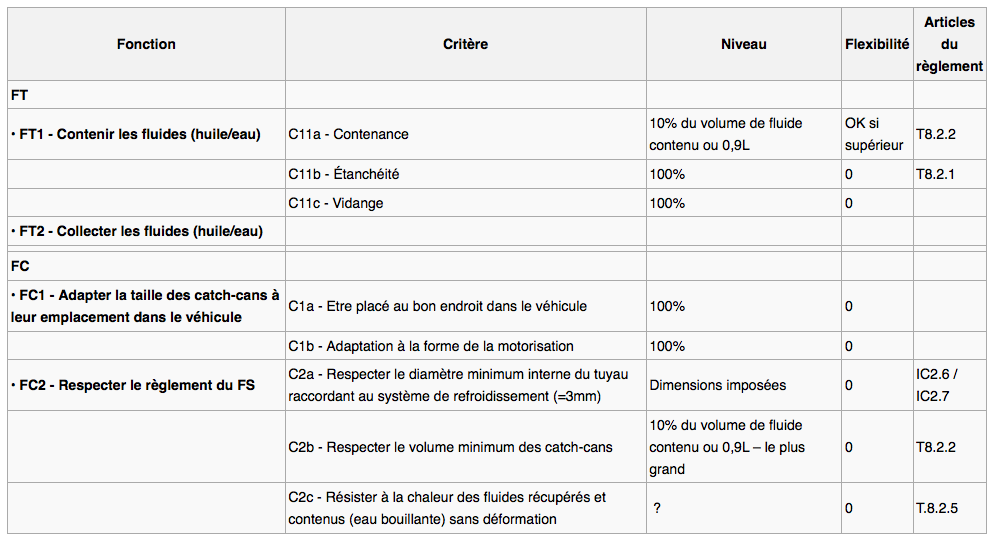 Fonction Critère Niveau Flexibilité Articles
du
règlement
FT
• FT1 - Contenir les fluides (huile/eau) C11a - Contenance 10% du volume de fluide OK si T8.2.2
contenu ou 0,9L supérieur
C11b - Étanchéité 100% 0 T8.2.1
C11c - Vidange 100% 0
• FT2 - Collecter les fluides (huile/eau)
FC
• FC1 - Adapter la taille des catch-cans à C1a - Etre placé au bon endroit dans le véhicule 100% 0
leur emplacement dans le véhicule
C1b - Adaptation à la forme de la motorisation 100% 0
• FC2 - Respecter le règlement du FS C2a - Respecter le diamètre minimum interne du tuyau Dimensions imposées 0 IC2.6 /
raccordant au système de refroidissement (=3mm) IC2.7
C2b - Respecter le volume minimum des catch-cans 10% du volume de fluide 0 T8.2.2
contenu ou 0,9L – le plus
grand
C2c - Résister à la chaleur des fluides récupérés et ? 0 T.8.2.5
contenus (eau bouillante) sans déformation